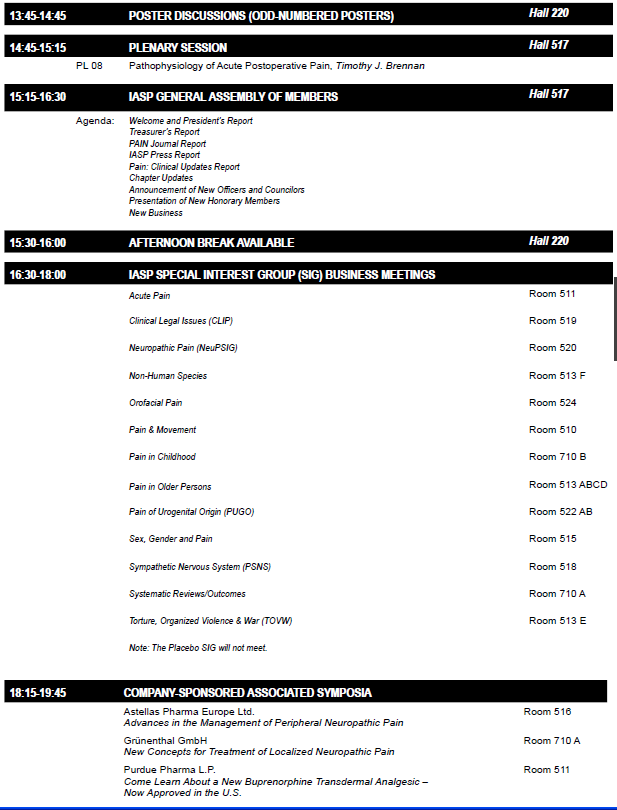 13:45-14:45 POSTER DISCUSSIONS (ODD-NUMBERED POSTERS) Hall 220
14:45-15:15 PLENARY SESSION Hall 517
PL 08 Pathophysiology of Acute Postoperative Pain, Timothy J. Brennan
15:15-16:30 IASP GENERAL ASSEMBLY OF MEMBERS Hall 517
Agenda: Welcome and President's Report
Treasurer's Report
PAIN Journal Report
IASP Press Report
Pain: Clinical Updates Report
Chapter Updates
Announcement of New Officers and Councilors
Presentation of New Honorary Members
New Business
15:30-16:00 AFTERNOON BREAK AVAILABLE Hall 220
16:30-18:00 IASP SPECIAL INTEREST GROUP (SIG) BUSINESS MEETINGS
Acute Pain Room 511
Clinical Legal Issues (CLIP) Room 519
Neuropathic Pain (NeuPSIG) Room 520
Non-Human Species Room 513 F
Orofacial Pain Room 524
Pain & Movement Room 510
Pain in Childhood Room 710 B
Pain in Older Persons Room 513 ABCD
Pain of Urogenital Origin (PUGO) Room 522 AB
Sex, Gender and Pain Room 515
Sympathetic Nervous System (PSNS) Room 518
Systematic Reviews/Outcomes Room 710 A
Torture, Organized Violence & War (TOVW) Room 513 E
Note: The Placebo SIG will not meet.
18:15-19:45 COMPANY-SPONSORED ASSOCIATED SYMPOSIA
Astellas Pharma Europe Ltd. Room 516
Advances in the Management of Peripheral Neuropathic Pain
Grünenthal GmbH Room 710 A
New Concepts for Treatment of Localized Neuropathic Pain
Purdue Pharma L.P. Room 511
Come Learn About a New Buprenorphine Transdermal Analgesic –
Now Approved in the U.S.